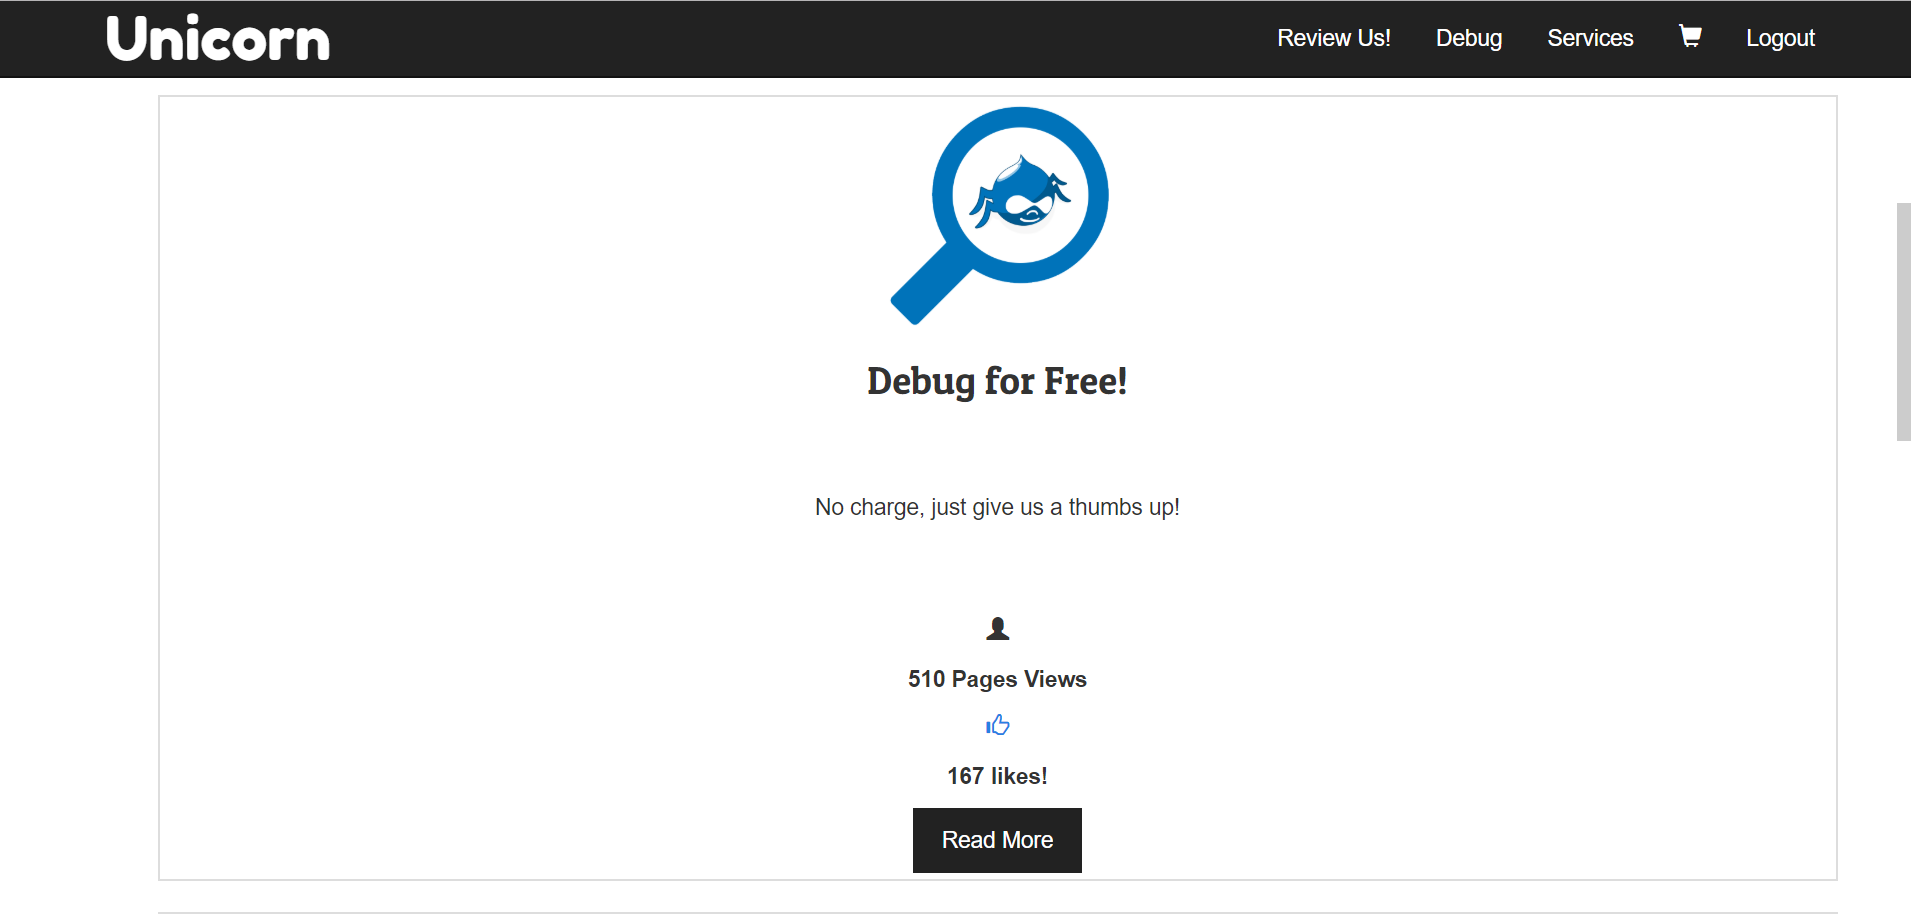 Unicorn
Review Us! Debug Services Logout
Debug for Free!
No charge, just give us a thumbs up!
510 Pages Views
167 likes!
Read More